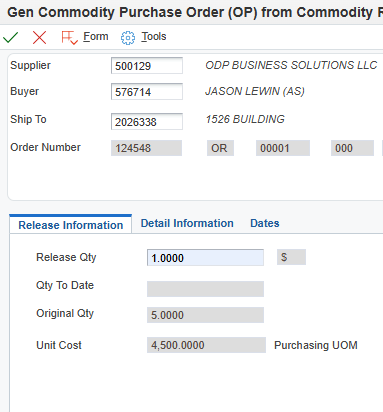 Gen Commodity Purchase Order (OP) from Commodity R
Form Tools
Supplier 500129 ODP BUSINESS SOLUTIONS LLC
Buyer 576714 JASON LEWIN (AS)
Ship To 2026338 1526 BUILDING
Order Number 124548 OR 00001 000
Release Information Detail Information Dates
Release Qty 1.0000 $
Qty To Date
Original Qty 5.0000
Unit Cost 4,500.0000 Purchasing UOM